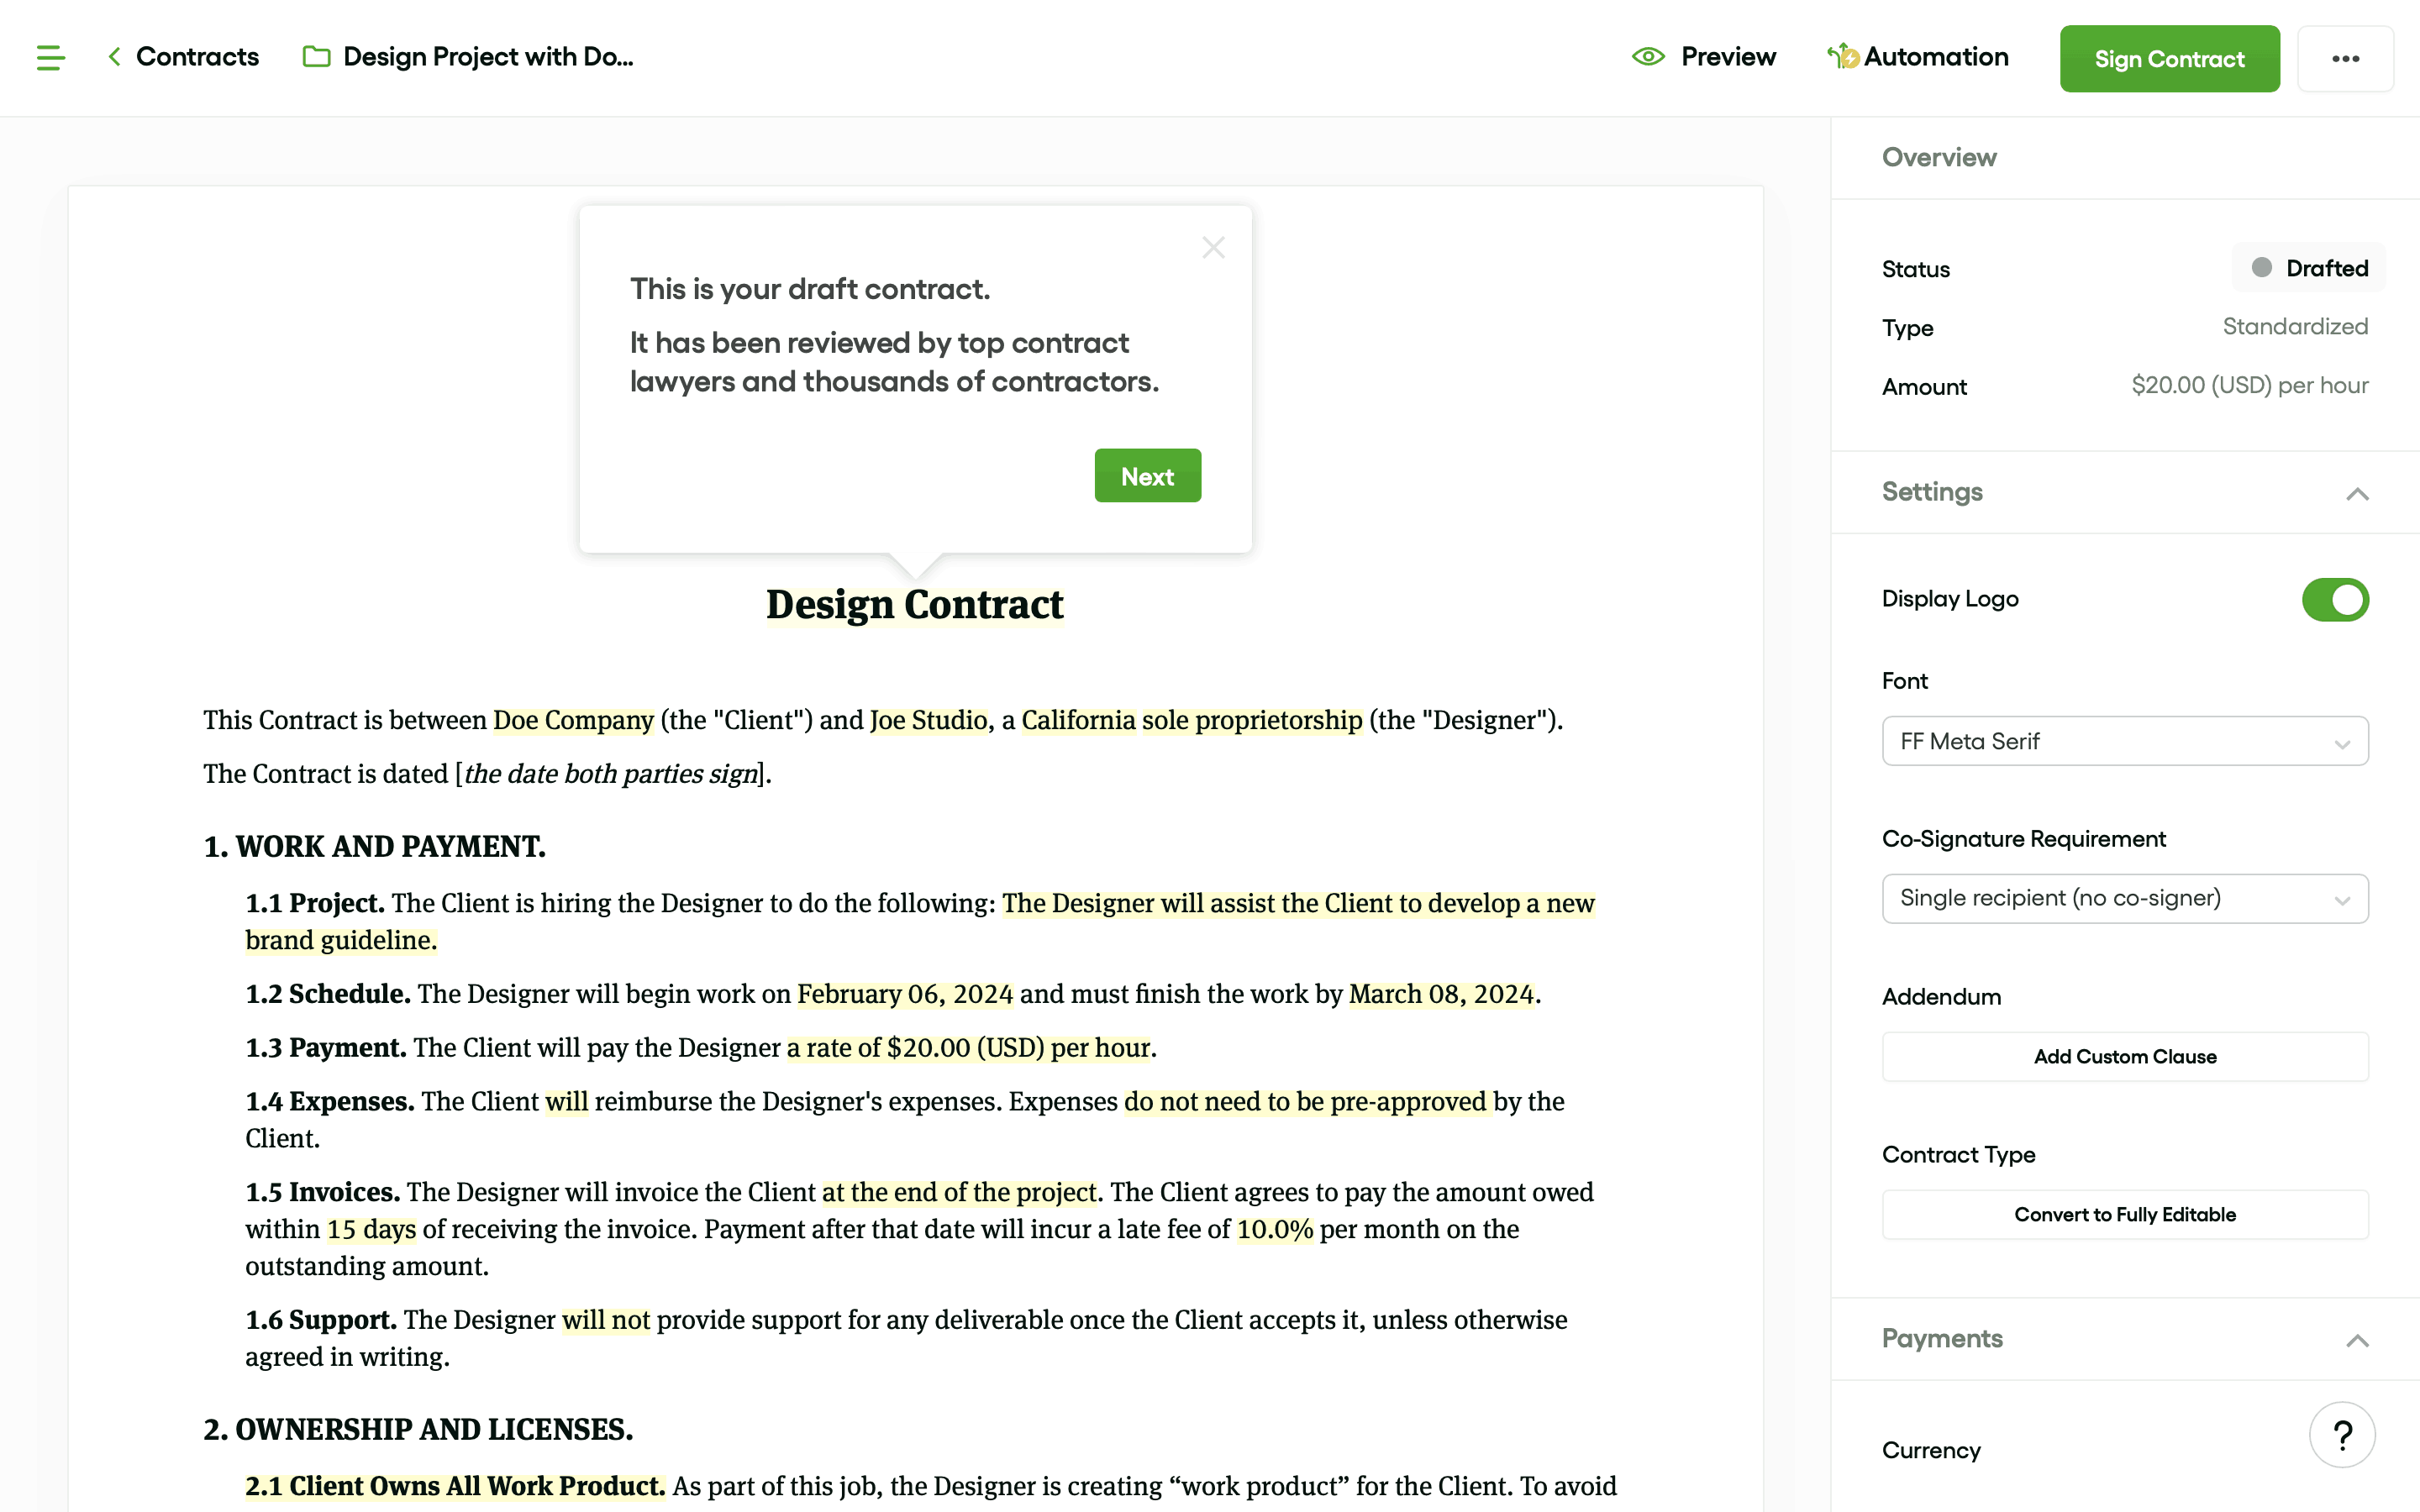 Contracts
Design Project with Do...
Preview
Automation
Sign Contract
This is your draft contract.
It has been reviewed by top contract
lawyers and thousands of contractors.
Next
Design Contract
This Contract is between Doe Company (the "Client") and Joe Studio, a California sole proprietorship (the "Designer").
The Contract is dated [the date both parties sign].
1. WORK AND PAYMENT.
1.1 Project. The Client is hiring the Designer to do the following: The Designer will assist the Client to develop a new
brand guideline.
1.2 Schedule. The Designer will begin work on February 06, 2024 and must finish the work by March 08, 2024.
1.3 Payment. The Client will pay the Designer a rate of $20.00 (USD) per hour.
1.4 Expenses. The Client will reimburse the Designer's expenses. Expenses do not need to be pre-approved by the
Client.
1.5 Invoices. The Designer will invoice the Client at the end of the project. The Client agrees to pay the amount owed
within 15 days of receiving the invoice. Payment after that date will incur a late fee of 10.0% per month on the
outstanding amount.
1.6 Support. The Designer will not provide support for any deliverable once the Client accepts it, unless otherwise
agreed in writing.
2. OWNERSHIP AND LICENSES.
2.1 Client Owns All Work Product. As part of this job, the Designer is creating “work product” for the Client. To avoid
Overview
Status
Drafted
Type
Standardized
Amount
$20.00 (USD) per hour
Settings
Display Logo
Font
FF Meta Serif
Co-Signature Requirement
Single recipient (no co-signer)
Addendum
Add Custom Clause
Contract Type
Convert to Fully Editable
Payments
Currency
?